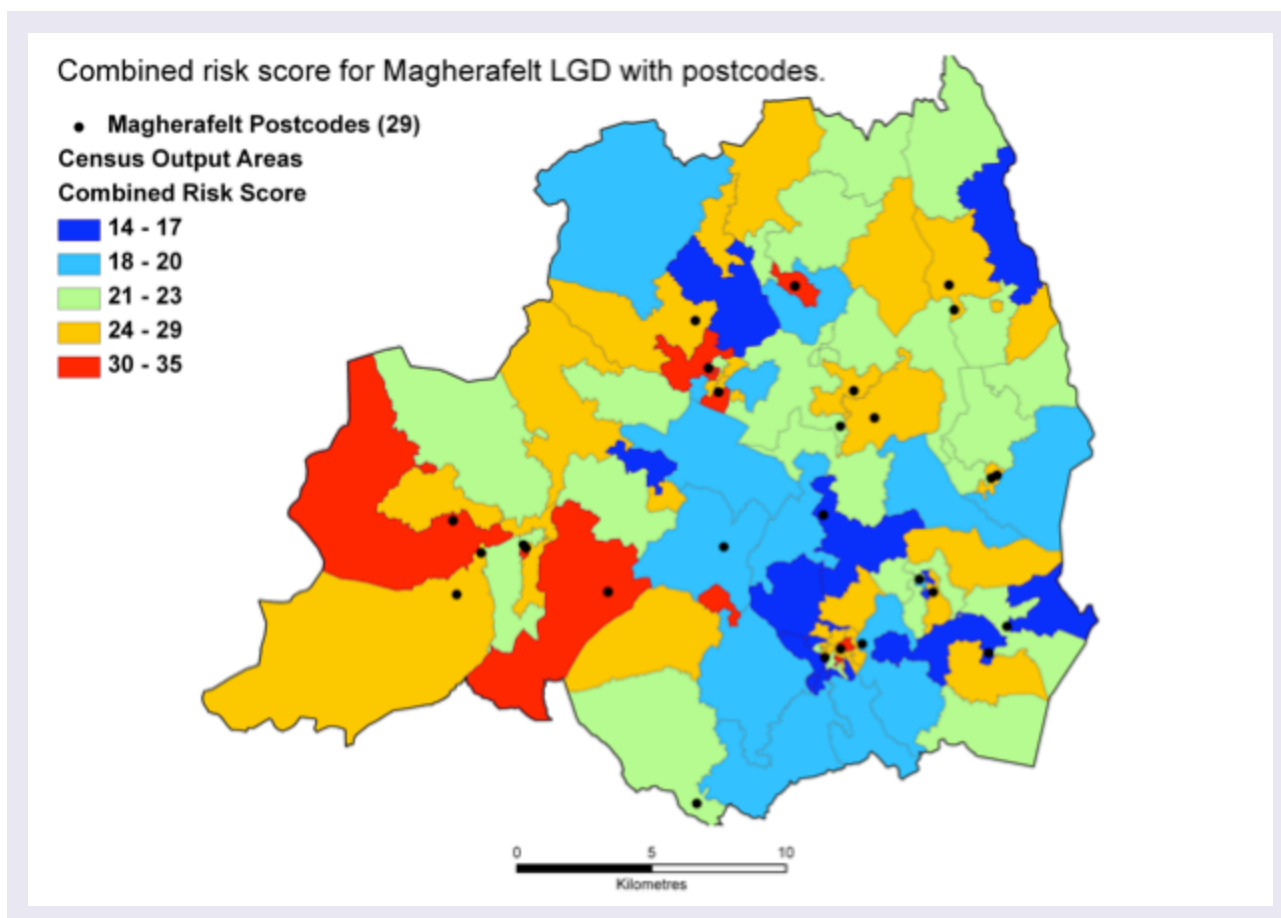 Combined risk score for Magherafelt LGD with postcodes.
Magherafelt Postcodes (29)
Census Output Areas
Combined Risk Score
14 - 17
18 - 20
21 - 23
24 - 29
30 - 35
0 5 10
Kilometres